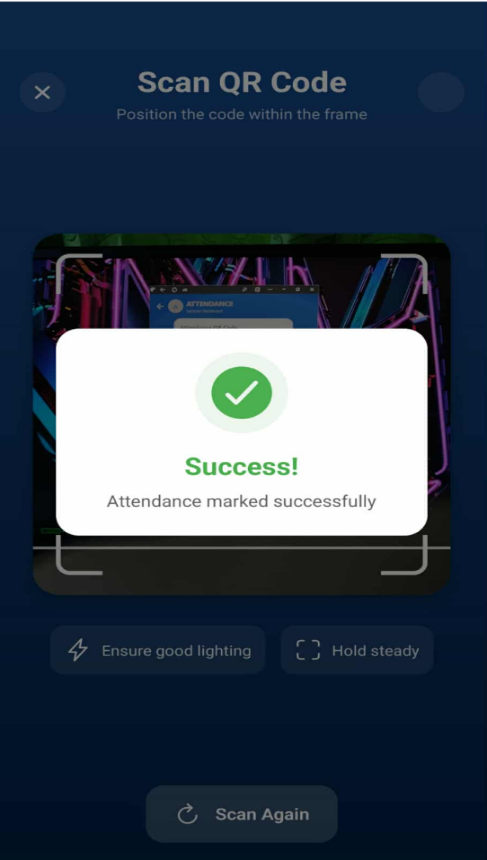 Scan QR Code
Position the code within the frame
ATTENDANCE
Success!
Attendance marked successfully
Ensure good lighting
Hold steady
Scan Again